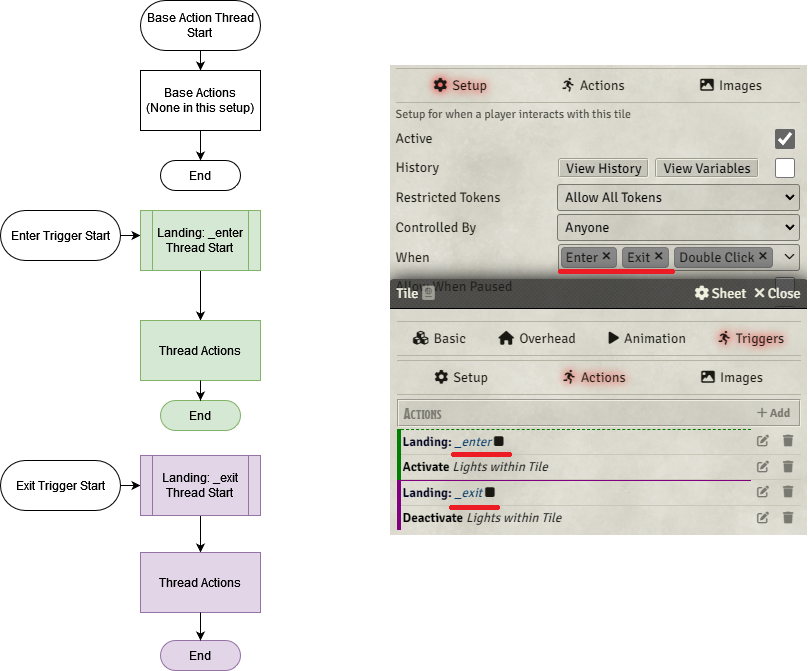 Base Action Thread
Start
Base Actions
(None in this setup)
End
Enter Trigger Start
Landing: _enter
Thread Start
Thread Actions
End
Exit Trigger Start
Landing: _exit
Thread Start
Thread Actions
End
Setup
Actions
Images
Setup for when a player interacts with this tile
Active
History
View History
View Variables
Restricted Tokens
Allow All Tokens
Controlled By
Anyone
When
Enter ×
Exit ×
Double Click ×
Allow When Paused
Tile
Sheet
Close
Basic
Overhead
Animation
Triggers
Setup
Actions
Images
Actions
+ Add
Landing: _enter
Activate Lights within Tile
Landing: _exit
Deactivate Lights within Tile